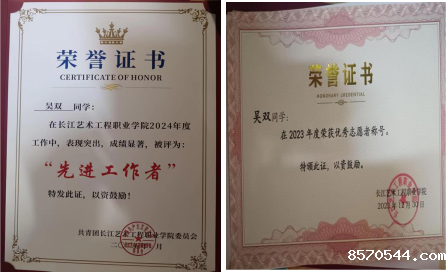 荣誉证书
CERTIFICATE OF HONOR
吴双 同学：
在长江艺术工程职业学院2024年度
工作中，表现突出，成绩显著，被评为：
“先进工作者”
特发此证，以资鼓励！
共青团长江艺术工程职业学院委员会
月
荣誉证书
HONORARY CREDENTIAL
吴双同学：
在2023年度荣获优秀志愿者称号。
特颁此证，以资鼓励。
长江艺术工程职业学院
8570544.com